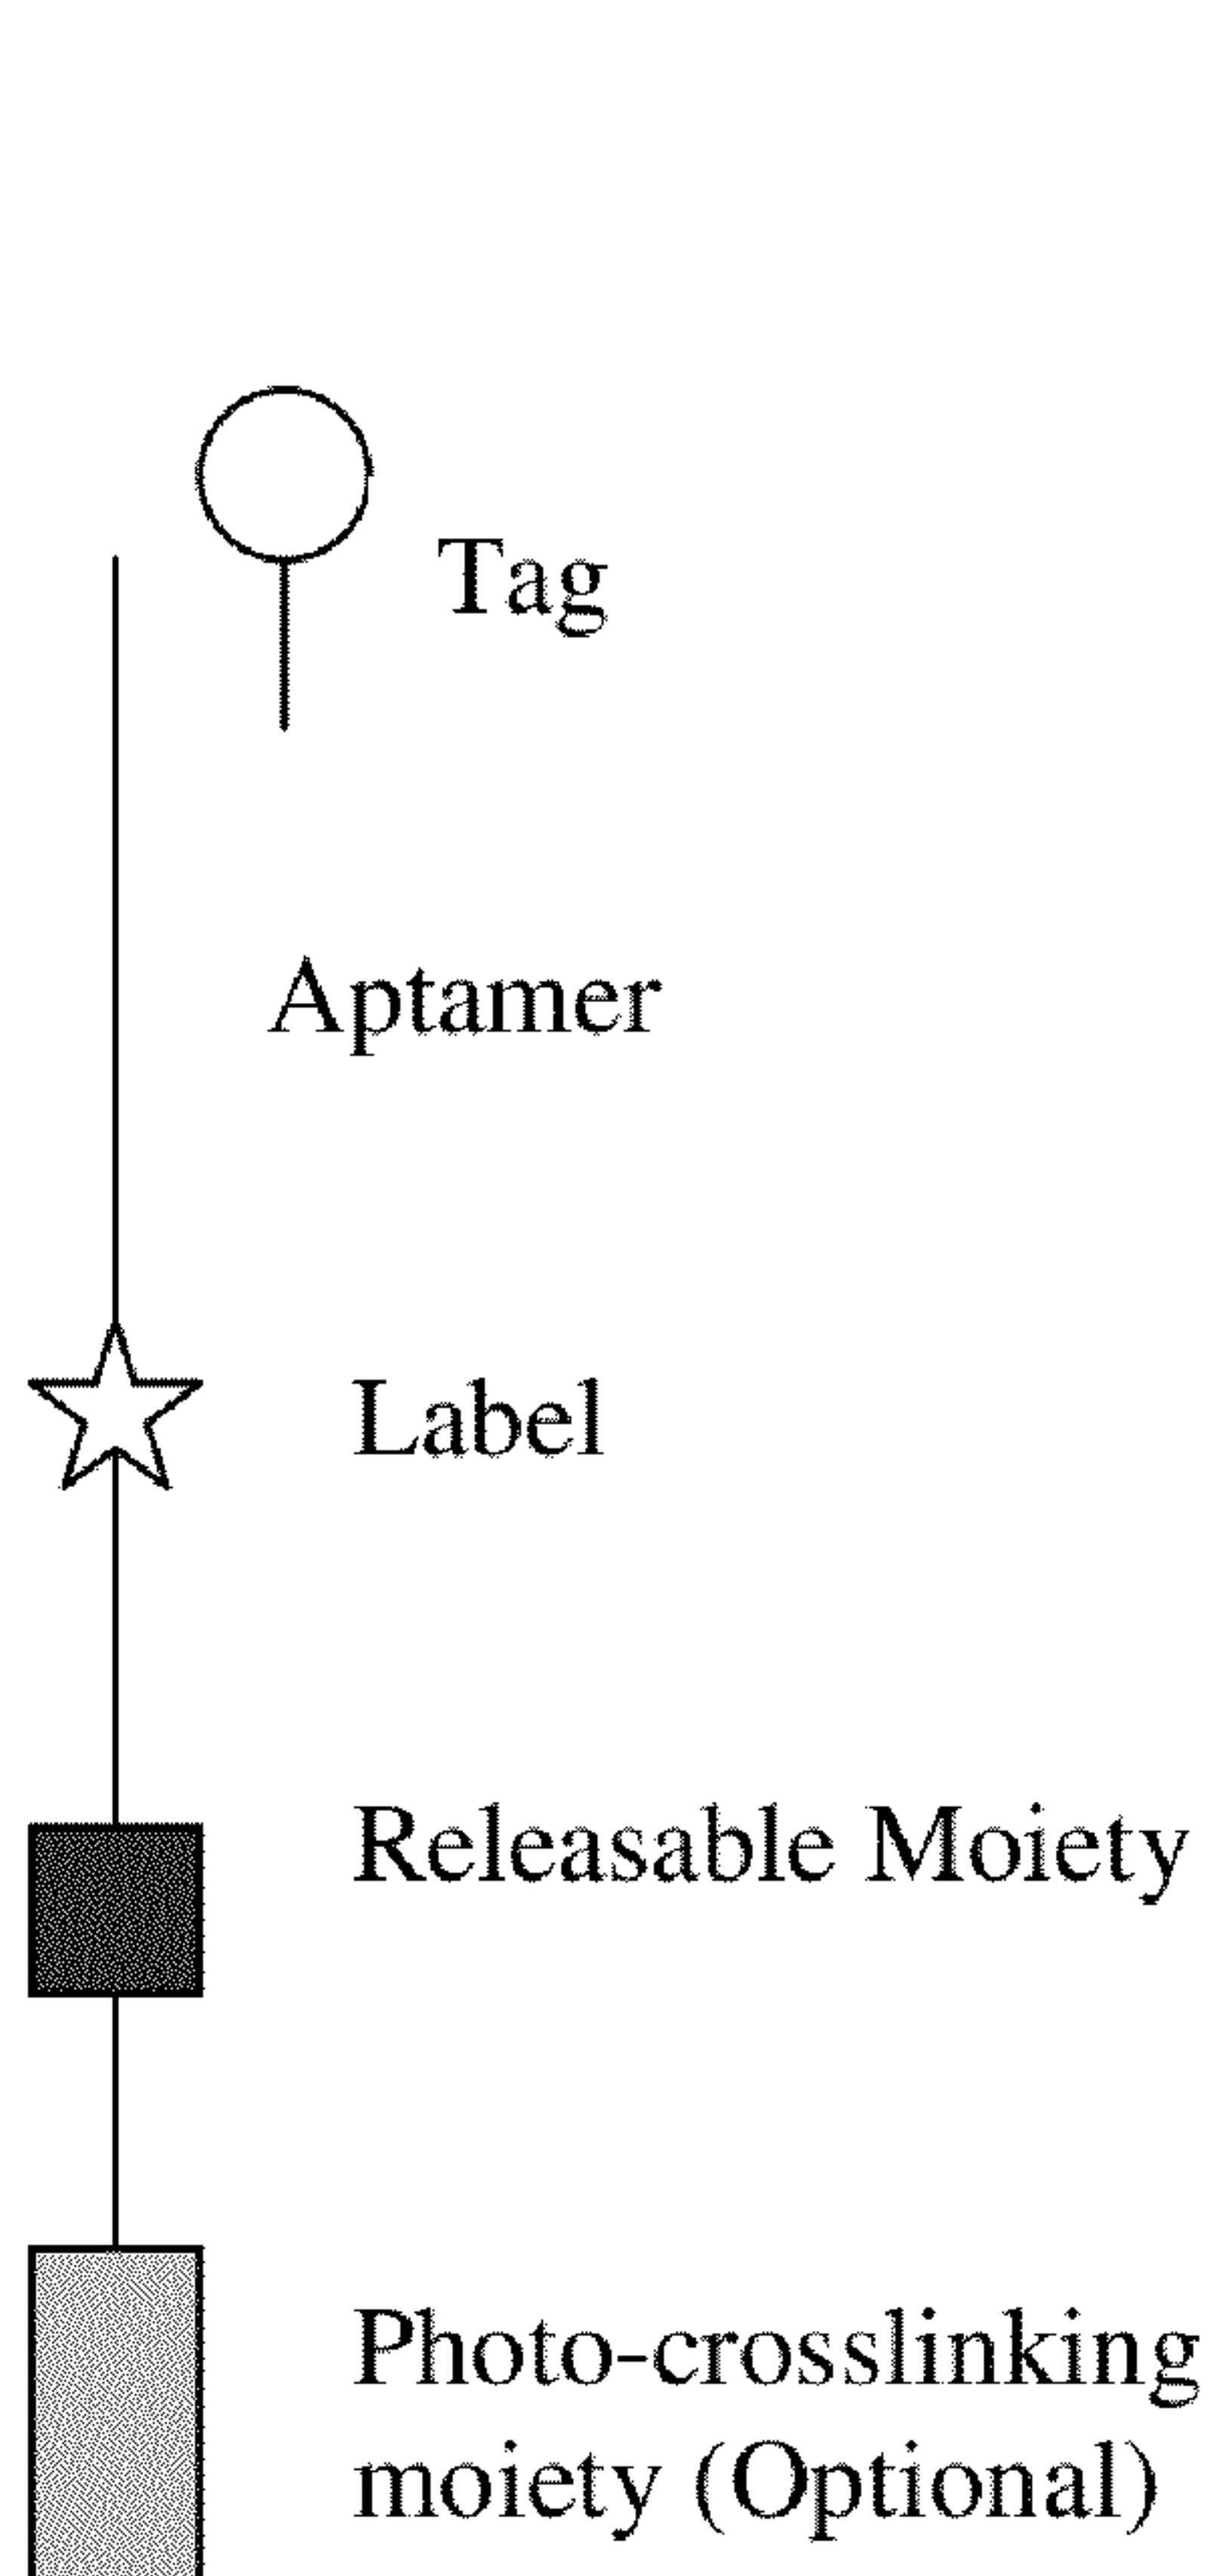 Tag
Aptamer
Label
Releasable Moiety
Photo-crosslinking
moiety (Optional)